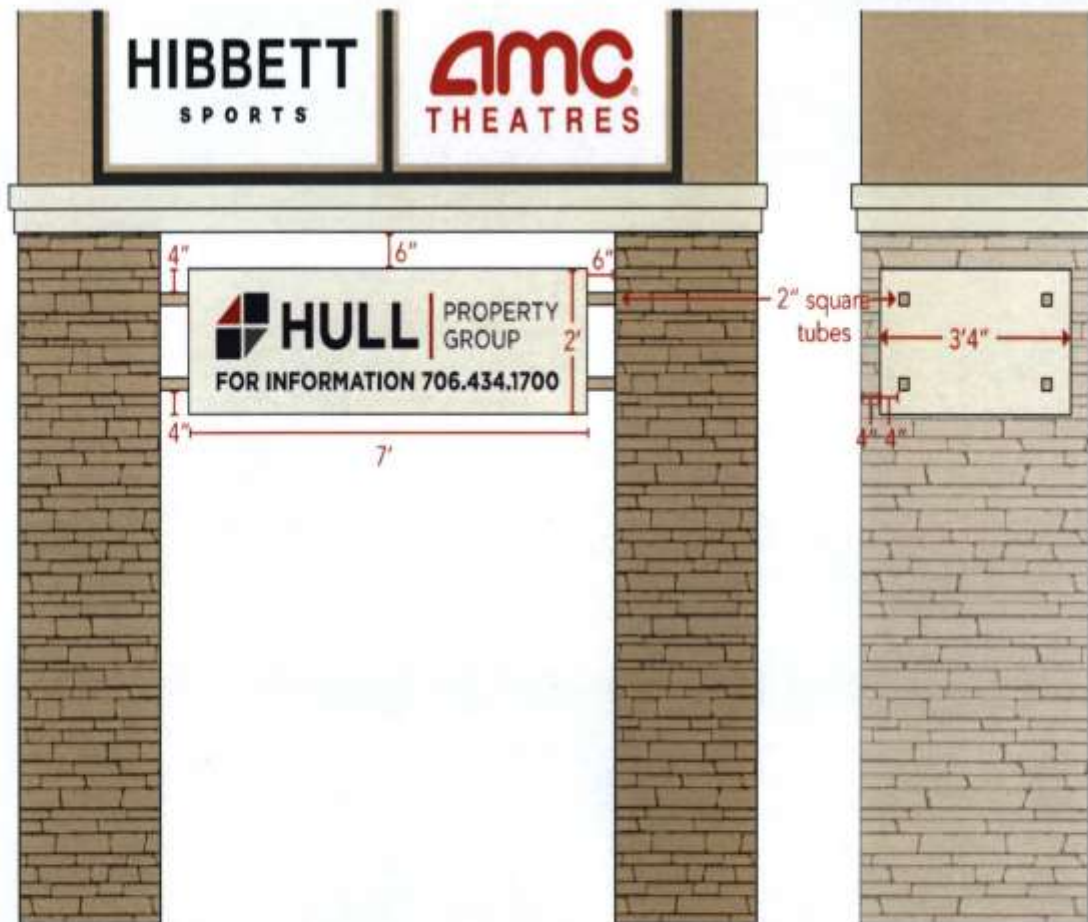 HIBBETT
SPORTS
amc
THEATRES
4"
6"
6"
HULL
PROPERTY
GROUP
2'
FOR INFORMATION 706.434.1700
4"
7'
2" square
tubes
3'4"
4" 4"